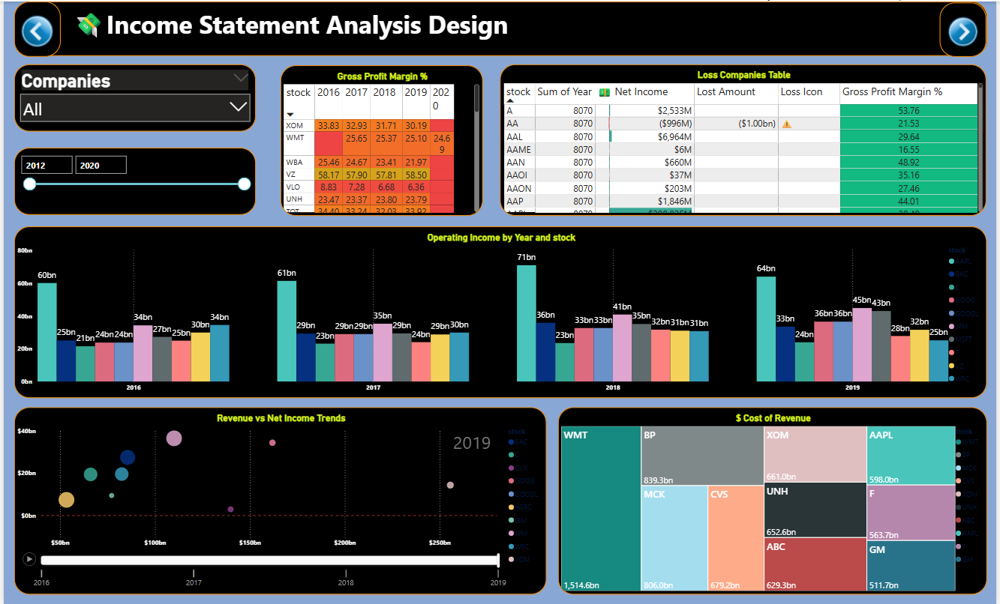 Income Statement Analysis Design
Companies
All
2012 2020
Gross Profit Margin %
stock 2016 2017 2018 2019 2020
XOM 33.83 32.93 31.71 30.19
WMT 25.65 25.37 25.10 24.69
WBA 25.46 24.67 23.41 21.97
VZ 58.17 57.90 57.81 58.50
VLO 8.83 7.28 6.68 6.36
UNH 23.47 23.37 23.80 23.79
TOT 34.40 33.24 32.03 33.92
Loss Companies Table
stock Sum of Year Net Income Lost Amount Loss Icon Gross Profit Margin %
A 8070 $2,533M 53.76
AA 8070 ($996M) ($1.00bn) 21.53
AAL 8070 $6,964M 29.64
AAME 8070 $6M 16.55
AAN 8070 $660M 48.92
AAOI 8070 $37M 35.16
AAON 8070 $203M 27.46
AAP 8070 $1,846M 44.01
Operating Income by Year and stock
80bn
60bn
40bn
20bn
0bn
60bn 25bn 21bn 24bn 24bn 34bn 27bn 25bn 30bn 34bn
61bn 29bn 23bn 29bn 29bn 35bn 29bn 24bn 29bn 30bn
71bn 36bn 23bn 33bn 33bn 41bn 35bn 32bn 31bn 31bn
64bn 33bn 24bn 36bn 36bn 45bn 43bn 28bn 32bn 25bn
2016 2017 2018 2019
stock
AAPL
BAC
C
GOOG
GOOGL
JPM
MSFT
T
VZ
WFC
Revenue vs Net Income Trends
2019
$40bn
$20bn
$0bn
$50bn $100bn $150bn $200bn $250bn
2016 2017 2018 2019
stock
BAC
C
CVX
GOOG
GOOGL
HSBC
IBM
JPM
WFC
XOM
$ Cost of Revenue
WMT
1,514.6bn
BP
839.3bn
MCK
806.0bn
CVS
679.2bn
XOM
661.0bn
UNH
652.6bn
ABC
629.3bn
AAPL
598.0bn
F
563.7bn
GM
511.7bn
stock
WMT
BP
MCK
CVS
XOM
UNH
ABC
AAPL
F
GM